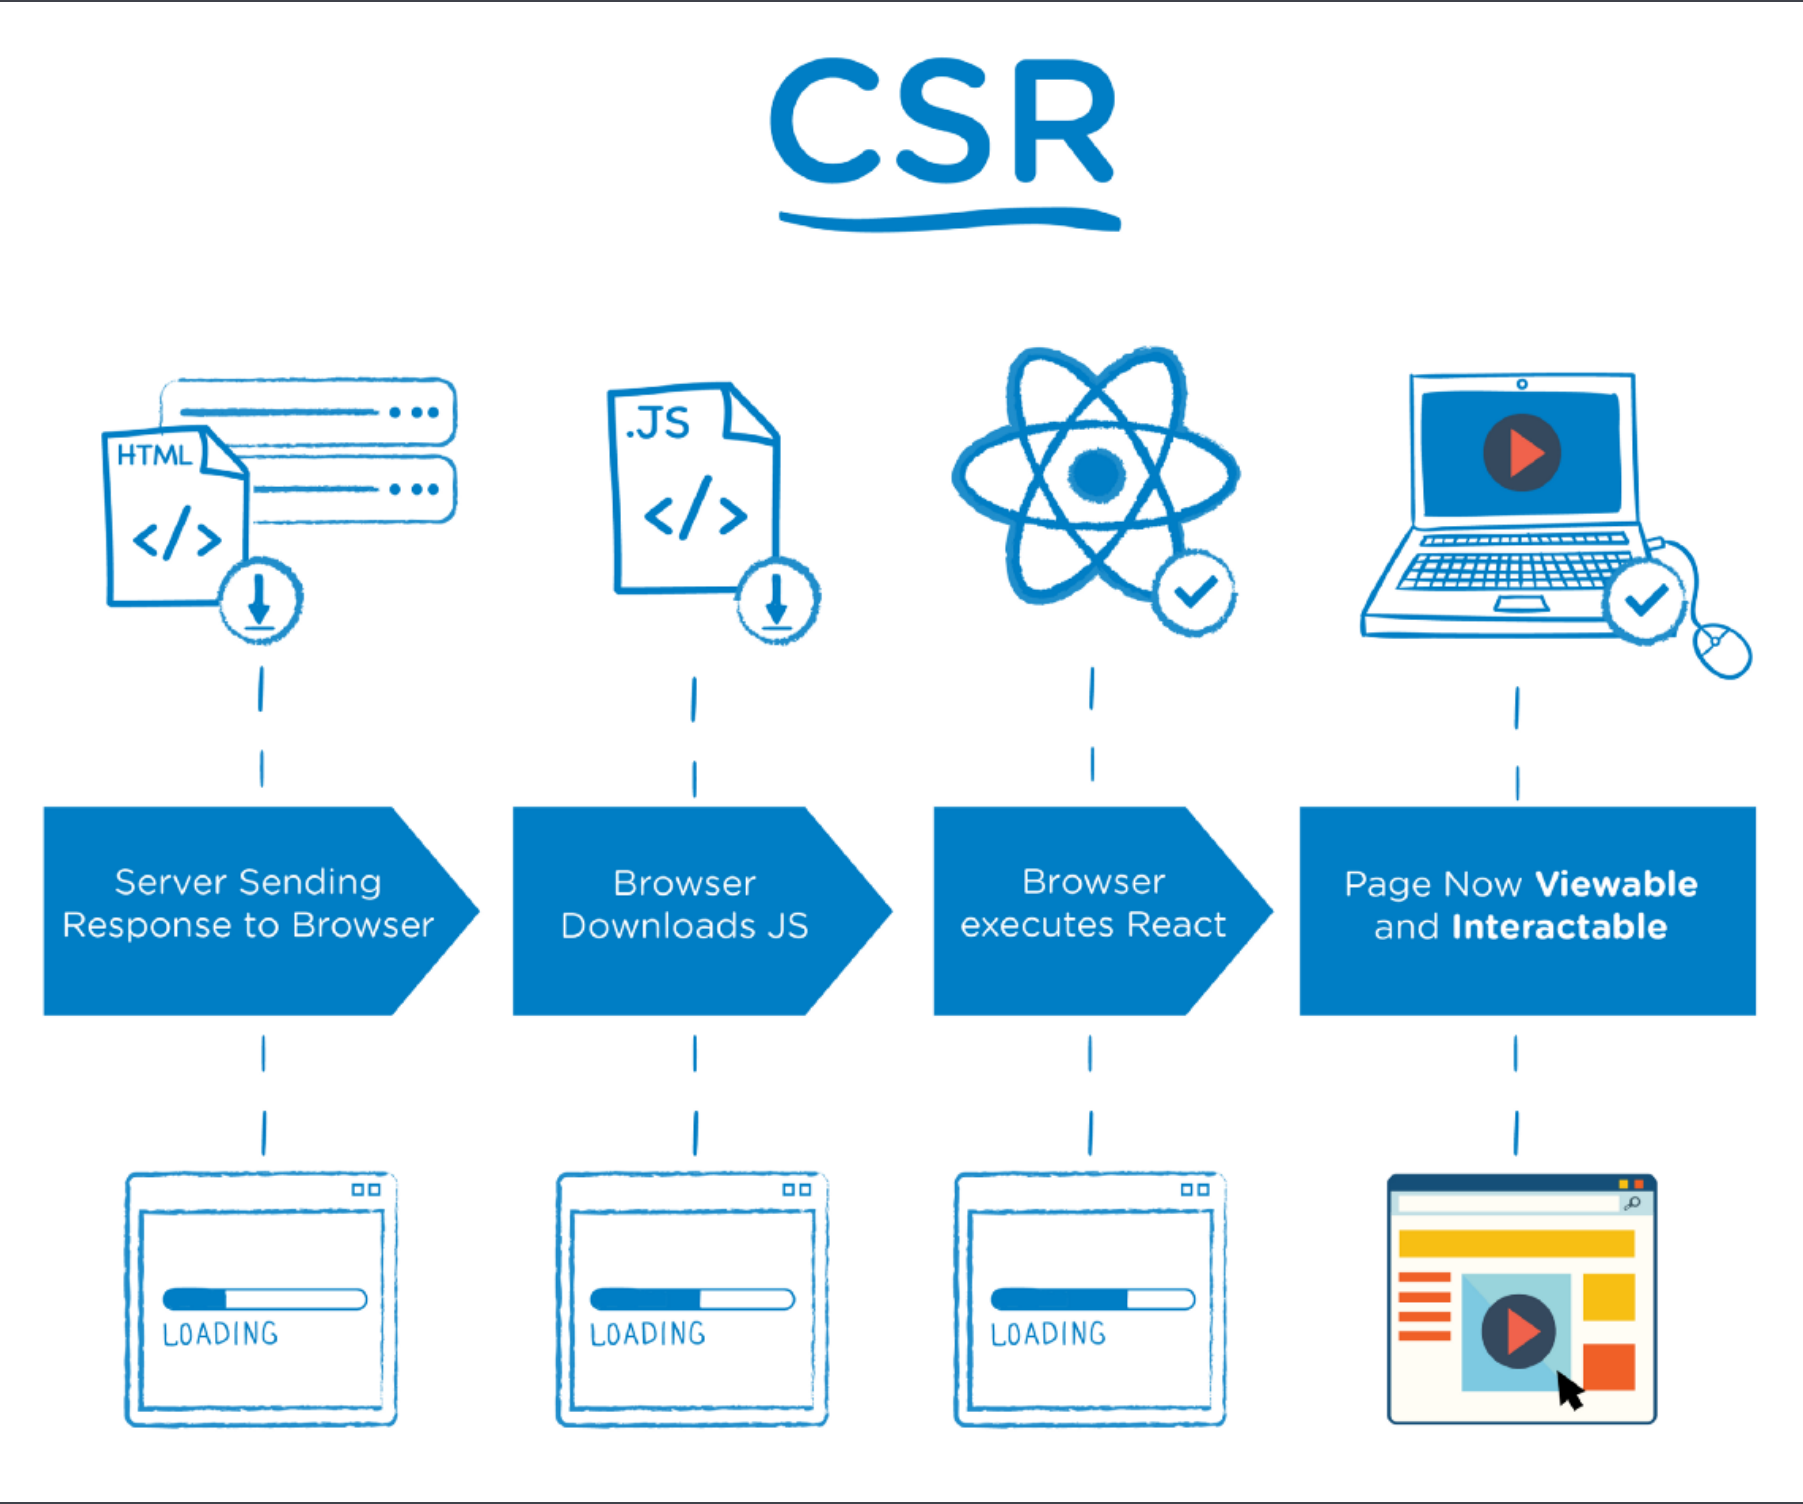 CSR
HTML
</>
.JS
</>
Server Sending
Response to Browser
Browser
Downloads JS
Browser
executes React
Page Now Viewable
and Interactable
LOADING
LOADING
LOADING